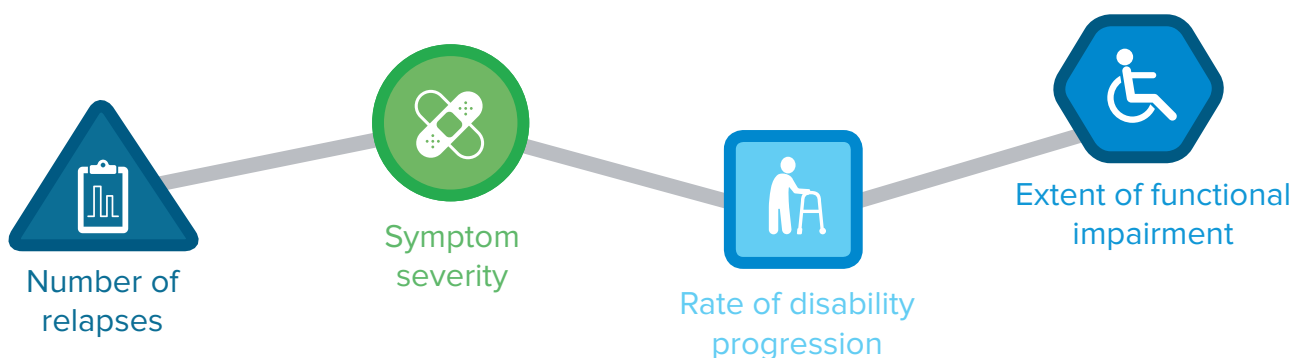 Number of
relapses
Symptom
severity
Rate of disability
progression
Extent of functional
impairment